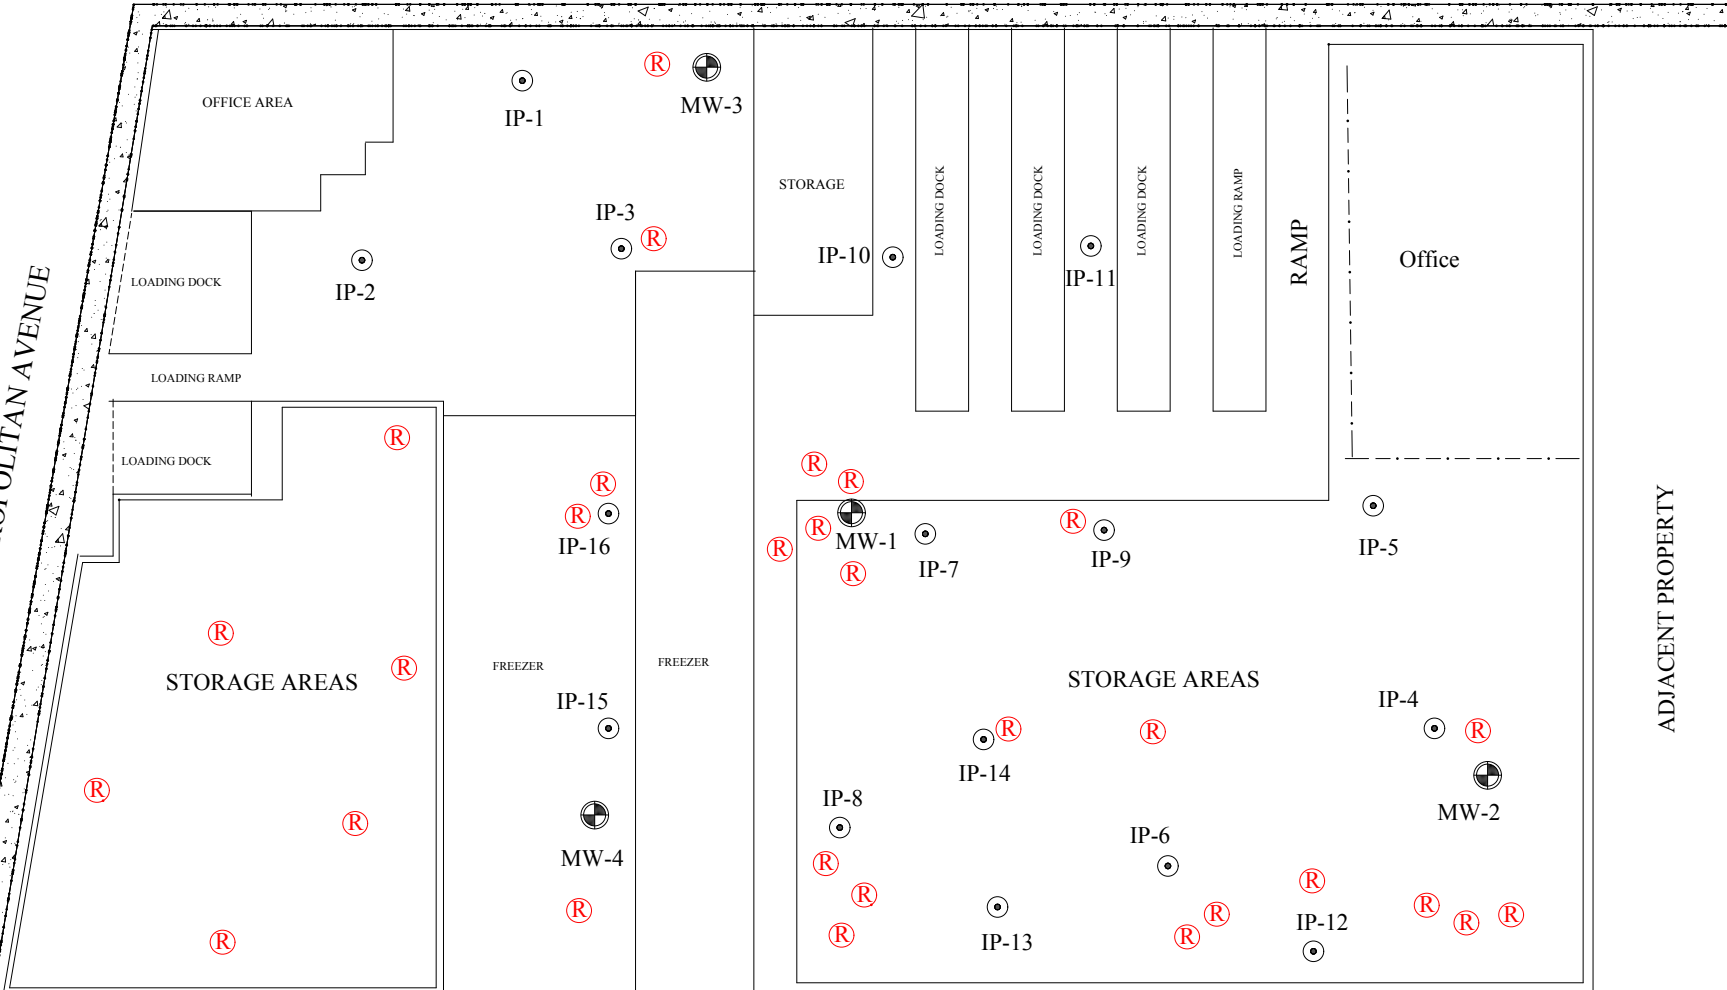 OFFICE AREA
IP-1
Ⓡ
MW-3
STORAGE
LOADING DOCK
LOADING DOCK
LOADING DOCK
LOADING RAMP
RAMP
Office
IP-3
Ⓡ
IP-10
IP-11
LOADING DOCK
IP-2
AVENUE
LOADING RAMP
LOADING DOCK
Ⓡ
Ⓡ
Ⓡ
IP-16
Ⓡ
Ⓡ
Ⓡ
Ⓡ
Ⓡ
MW-1
IP-7
Ⓡ
IP-9
IP-5
ADJACENT PROPERTY
Ⓡ
Ⓡ
STORAGE AREAS
FREEZER
FREEZER
STORAGE AREAS
IP-15
IP-14
Ⓡ
Ⓡ
IP-4
Ⓡ
MW-2
Ⓡ
Ⓡ
MW-4
IP-8
IP-6
Ⓡ
Ⓡ
Ⓡ
Ⓡ
Ⓡ
IP-13
Ⓡ
Ⓡ
Ⓡ
IP-12
Ⓡ
Ⓡ
Ⓡ